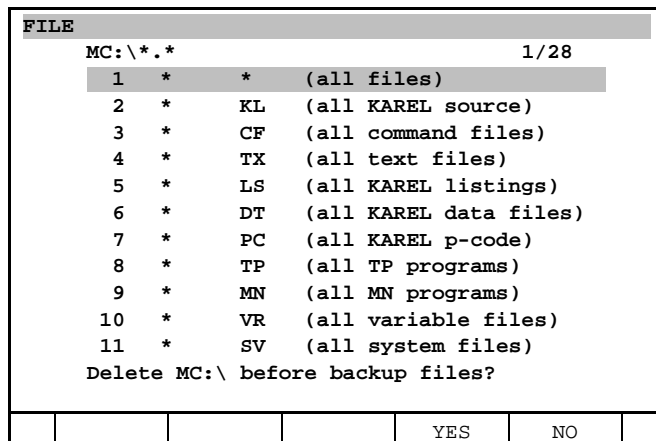 FILE
MC:\*.* 1/28
1 * * (all files)
2 * KL (all KAREL source)
3 * CF (all command files)
4 * TX (all text files)
5 * LS (all KAREL listings)
6 * DT (all KAREL data files)
7 * PC (all KAREL p-code)
8 * TP (all TP programs)
9 * MN (all MN programs)
10 * VR (all variable files)
11 * SV (all system files)
Delete MC:\ before backup files?
YES NO